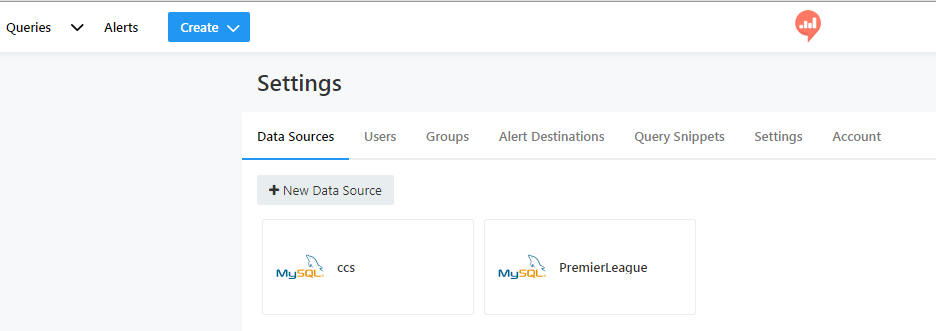 Queries Alerts Create
Settings
Data Sources Users Groups Alert Destinations Query Snippets Settings Account
+ New Data Source
MySQL ccs MySQL PremierLeague